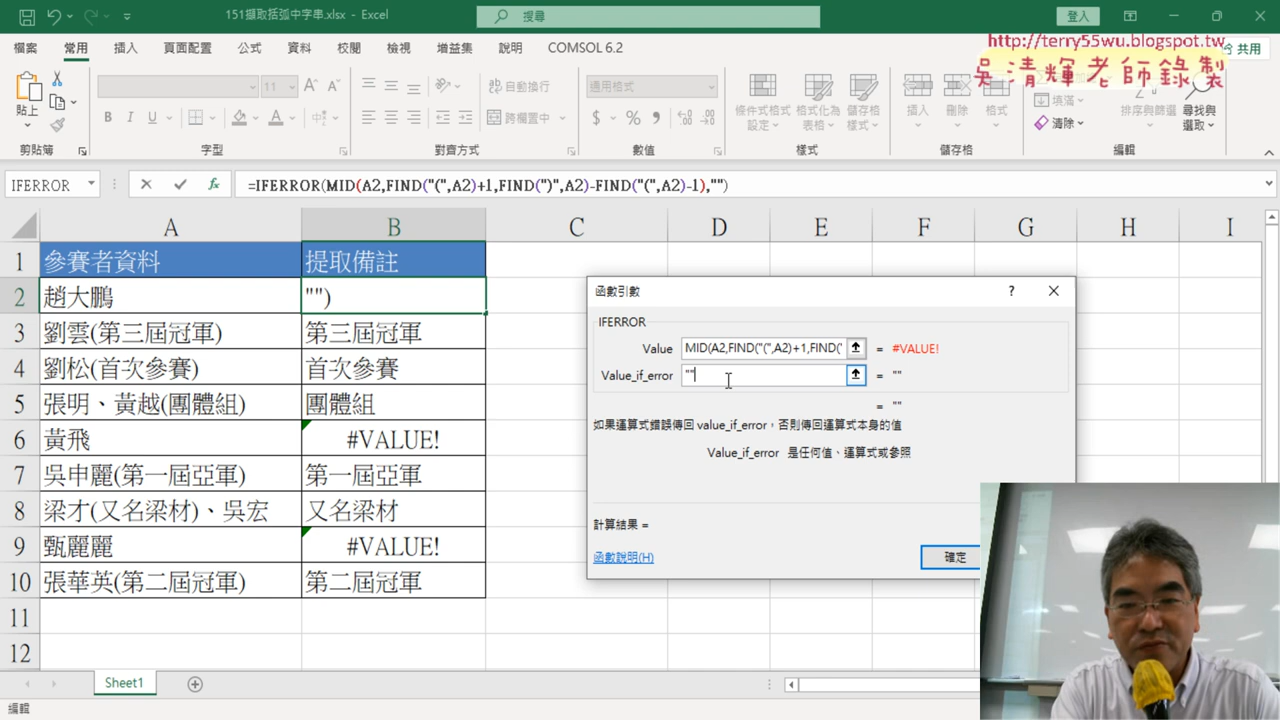 151擷取括弧中字串.xlsx - Excel
搜尋
登入
http://terry55wu.blogspot.tw
吳清輝老師錄製
檔案 常用 插入 頁面配置 公式 資料 校閱 檢視 增益集 說明 COMSOL 6.2
共用
貼上
11
自動換行
跨欄置中
通用格式
條件式格式設定
格式化為表格
儲存格樣式
插入 刪除 格式
填滿
清除
排序與篩選
尋找與選取
剪貼簿 字型 對齊方式 數值 樣式 儲存格 編輯
IFERROR
=IFERROR(MID(A2,FIND("(",A2)+1,FIND(")",A2)-FIND("(",A2)-1),"")
A B C D E F G H I
1 參賽者資料 提取備註
2 趙大鵬 "")
3 劉雲(第三屆冠軍) 第三屆冠軍
4 劉松(首次參賽) 首次參賽
5 張明、黃越(團體組) 團體組
6 黃飛 #VALUE!
7 吳申麗(第一屆亞軍) 第一屆亞軍
8 梁才(又名梁材)、吳宏 又名梁材
9 甄麗麗 #VALUE!
10 張華英(第二屆冠軍) 第二屆冠軍
11
12
函數引數
IFERROR
Value MID(A2,FIND("(",A2)+1,FIND(" = #VALUE!
Value_if_error "" = ""
= ""
如果運算式錯誤傳回 value_if_error，否則傳回運算式本身的值
Value_if_error 是任何值、運算式或參照
計算結果 =
函數說明(H)
確定
Sheet1
編輯